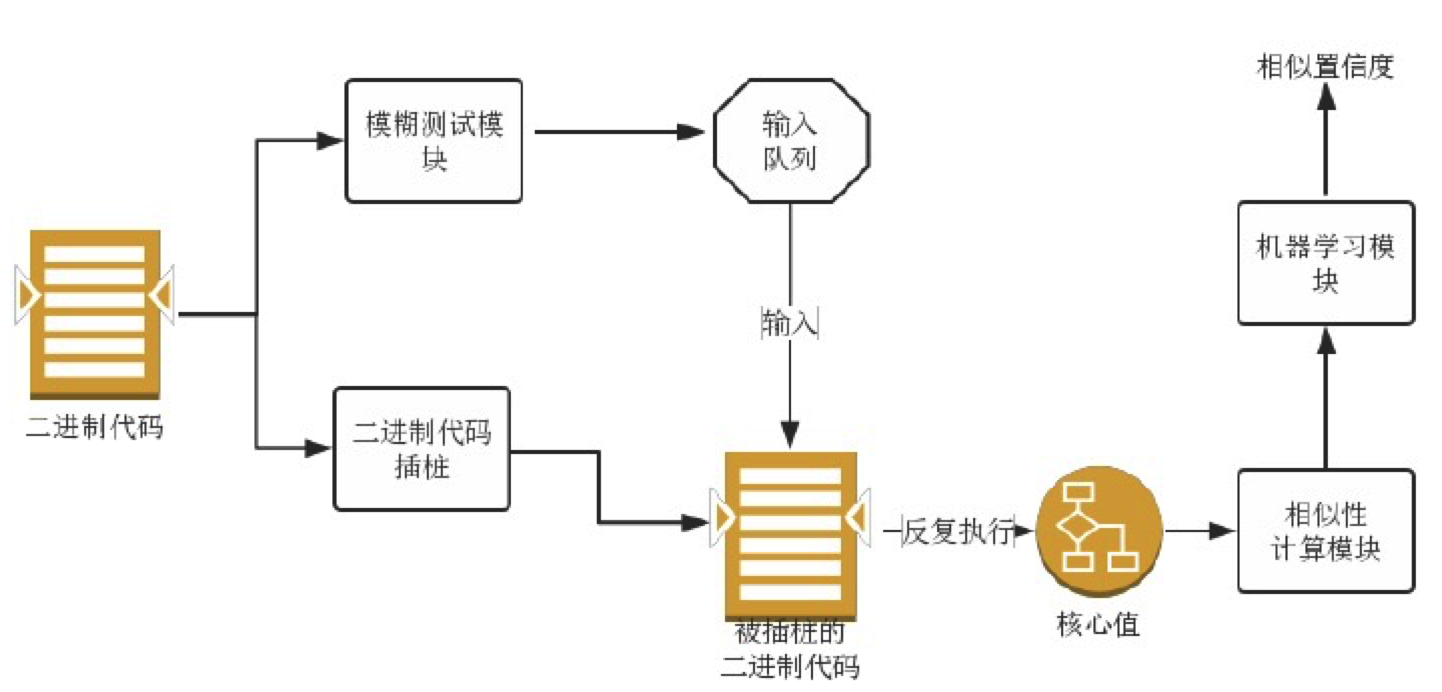 相似置信度
模糊测试模
块
输入
队列
机器学习模
块
输入
二进制代码
二进制代码
插桩
反复执行
相似性
计算模块
核心值
被插桩的
二进制代码